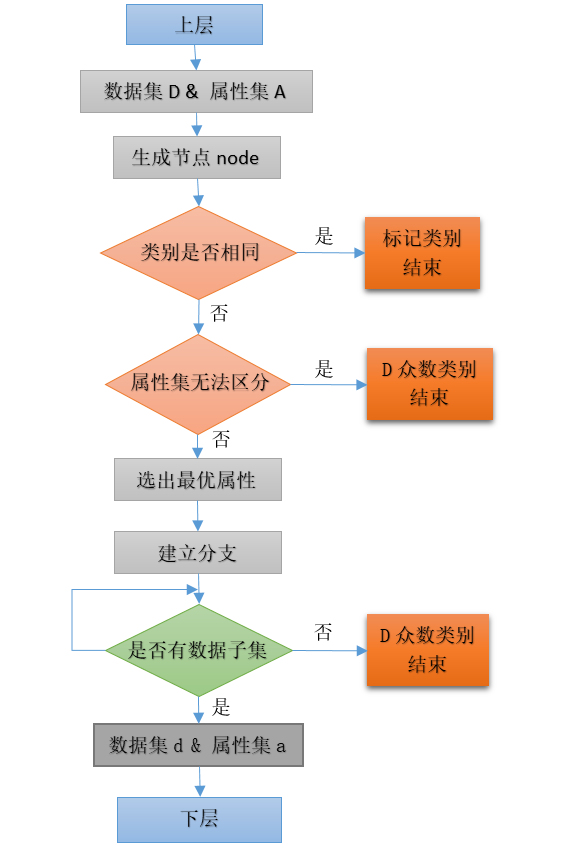 上层
数据集 D & 属性集 A
生成节点 node
类别是否相同
是
标记类别
结束
否
属性集无法区分
是
D 众数类别
结束
否
选出最优属性
建立分支
是否有数据子集
否
D 众数类别
结束
是
数据集 d & 属性集 a
下层